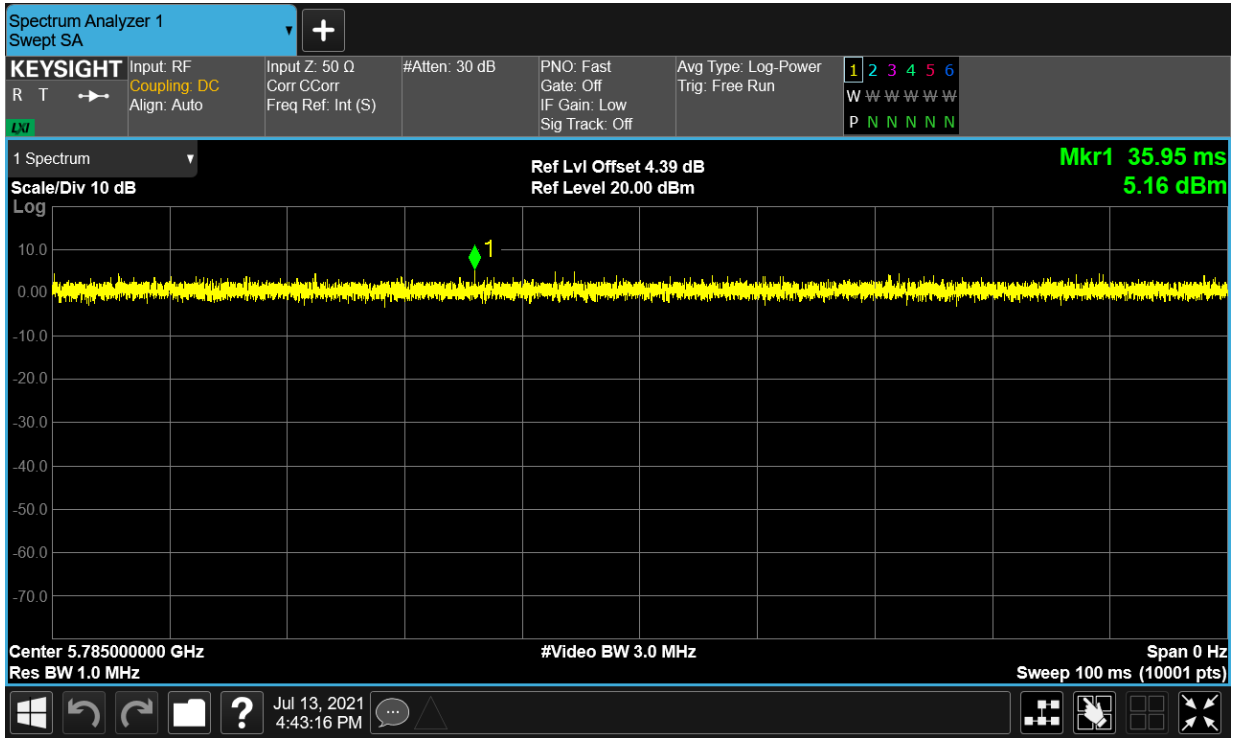 Spectrum Analyzer 1
Swept SA
KEYSIGHT
R T
LXI
Input: RF
Coupling: DC
Align: Auto
Input Z: 50 Ω
Corr CCorr
Freq Ref: Int (S)
#Atten: 30 dB
PNO: Fast
Gate: Off
IF Gain: Low
Sig Track: Off
Avg Type: Log-Power
Trig: Free Run
1 2 3 4 5 6
W W W W W W
P N N N N N
1 Spectrum
Scale/Div 10 dB
Log
Ref Lvl Offset 4.39 dB
Ref Level 20.00 dBm
Mkr1 35.95 ms
5.16 dBm
1
10.0
0.00
-10.0
-20.0
-30.0
-40.0
-50.0
-60.0
-70.0
Center 5.785000000 GHz
Res BW 1.0 MHz
#Video BW 3.0 MHz
Span 0 Hz
Sweep 100 ms (10001 pts)
?
Jul 13, 2021
4:43:16 PM